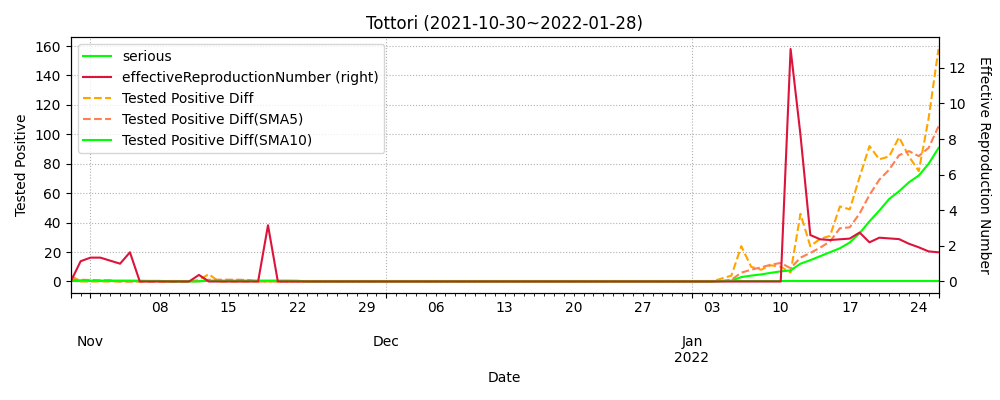 Tottori (2021-10-30~2022-01-28)
serious
effectiveReproductionNumber (right)
Tested Positive Diff
Tested Positive Diff(SMA5)
Tested Positive Diff(SMA10)
Tested Positive
160
140
120
100
80
60
40
20
0
Effective Reproduction Number
12
10
8
6
4
2
0
08 15 22 29 06 13 20 27 03 10 17 24
Nov Dec Jan
2022
Date